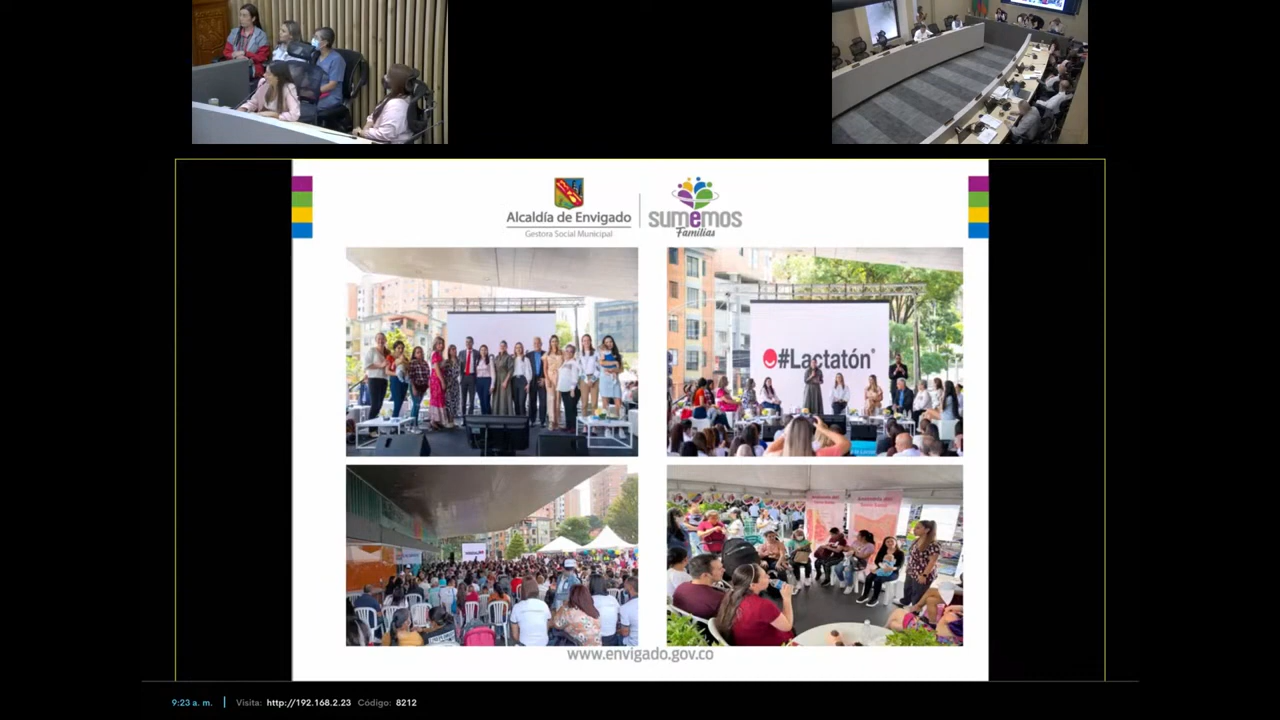 Alcaldía de Envigado
Gestora Social Municipal
sumemos
Familias
#Lactatón
www.envigado.gov.co
9:23 a. m. | Visita: http://192.168.2.23 Código: 8212